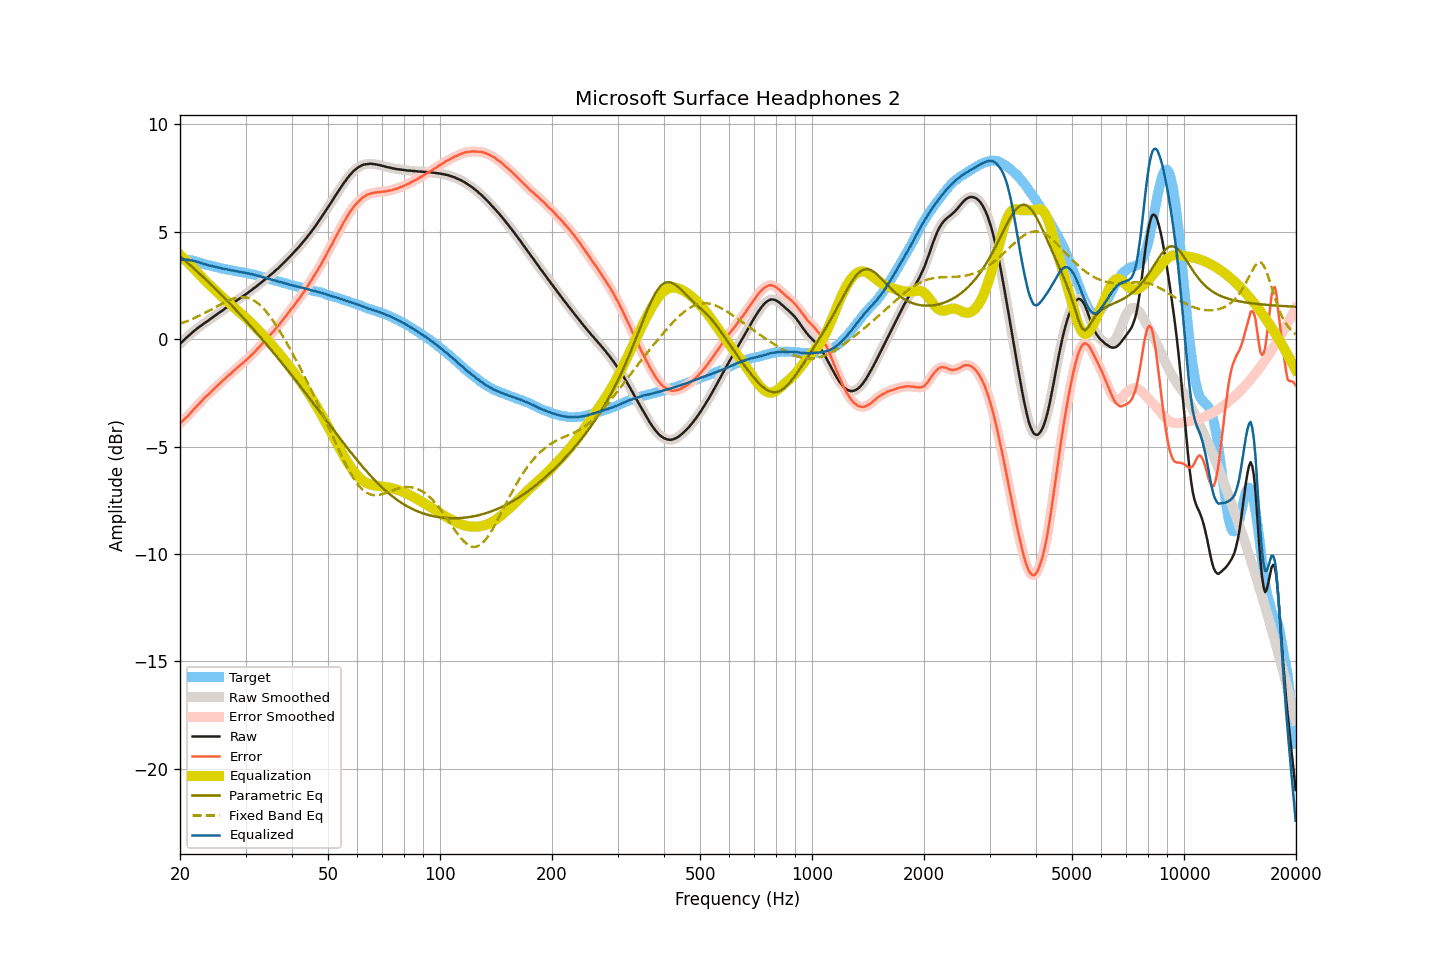 Microsoft Surface Headphones 2
10
5
0
−5
−10
−15
−20
Amplitude (dBr)
Target
Raw Smoothed
Error Smoothed
Raw
Error
Equalization
Parametric Eq
Fixed Band Eq
Equalized
20 50 100 200 500 1000 2000 5000 10000 20000
Frequency (Hz)